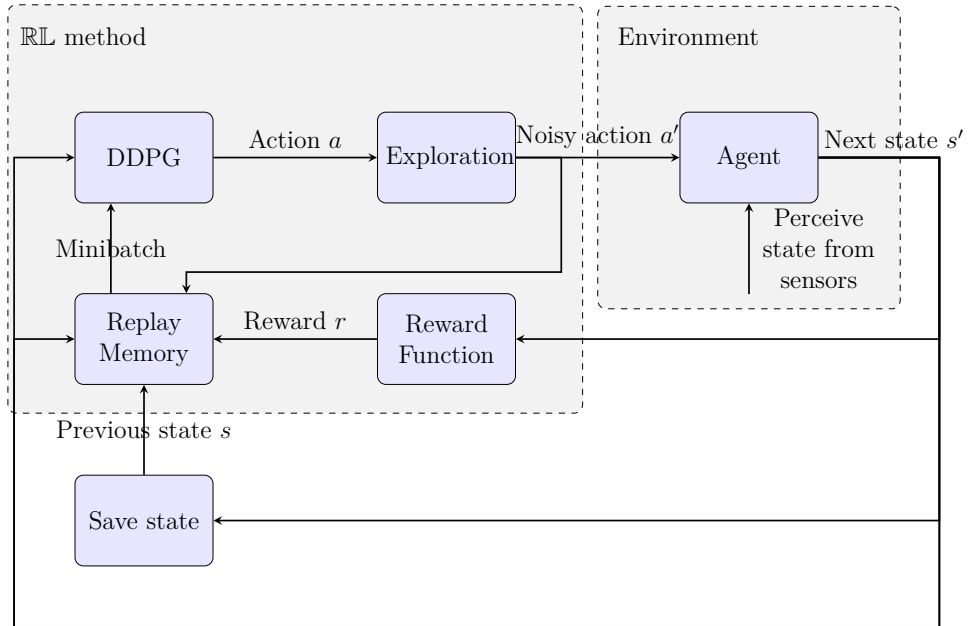 ℝ𝕃 method
Environment
DDPG
Action a
Exploration
Noisy action a′
Agent
Next state s′
Minibatch
Perceive
state from
sensors
Replay
Memory
Reward r
Reward
Function
Previous state s
Save state